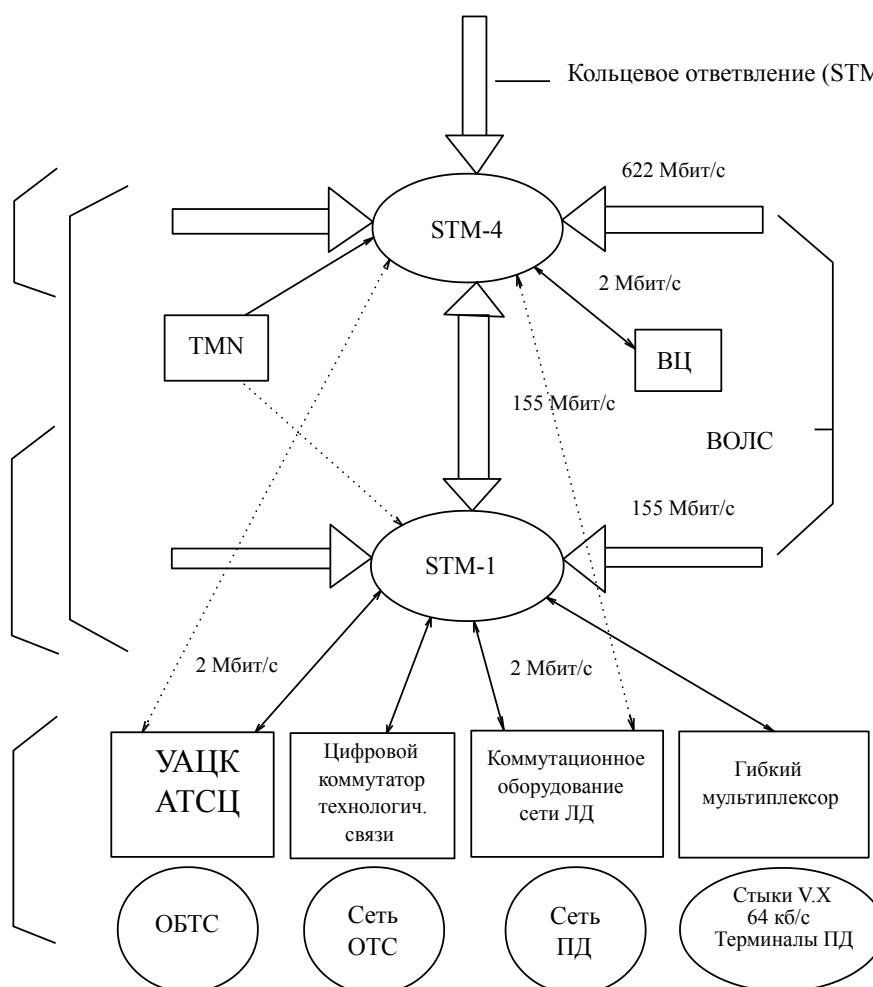 Кольцевое ответвление (STM
622 Мбит/с
STM-4
2 Мбит/с
TMN
ВЦ
155 Мбит/с
ВОЛС
155 Мбит/с
STM-1
2 Мбит/с
2 Мбит/с
УАЦК
АТСЦ
Цифровой
коммутатор
технологич.
связи
Коммутационное
оборудование
сети ЛД
Гибкий
мультиплексор
ОБТС
Сеть
ОТС
Сеть
ПД
Стыки V.X
64 кб/с
Терминалы ПД